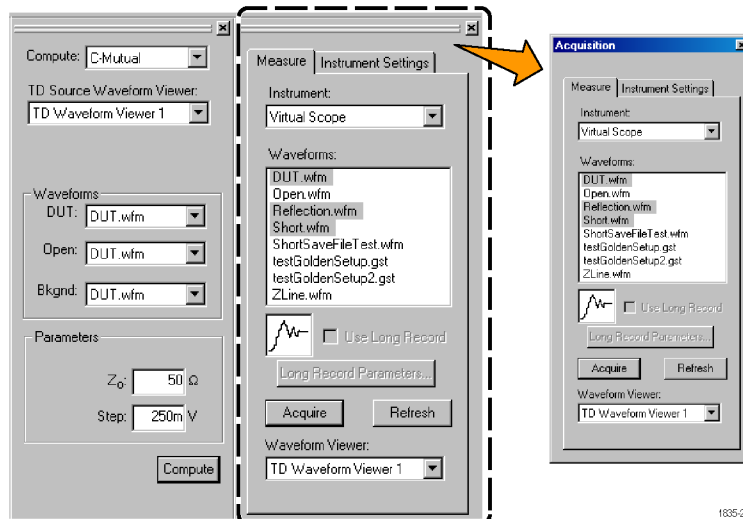 Compute: C-Mutual
TD Source Waveform Viewer:
TD Waveform Viewer 1
Waveforms
DUT: DUT.wfm
Open: DUT.wfm
Bkgnd: DUT.wfm
Parameters
Zo: 50 Ω
Step: 250m V
Compute
Measure Instrument Settings
Instrument:
Virtual Scope
Waveforms:
DUT.wfm
Open.wfm
Reflection.wfm
Short.wfm
ShortSaveFileTest.wfm
testGoldenSetup.gst
testGoldenSetup2.gst
ZLine.wfm
Use Long Record
Long Record Parameters...
Acquire Refresh
Waveform Viewer:
TD Waveform Viewer 1
Acquisition
Measure Instrument Settings
Instrument:
Virtual Scope
Waveforms:
DUT.wfm
Open.wfm
Reflection.wfm
Short.wfm
ShortSaveFileTest.wfm
testGoldenSetup.gst
testGoldenSetup2.gst
ZLine.wfm
Use Long Record
Long Record Parameters...
Acquire Refresh
Waveform Viewer:
TD Waveform Viewer 1